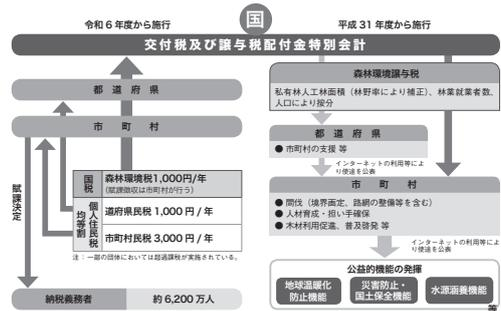 国
令和6年度から施行
平成31年度から施行
交付税及び譲与税配付金特別会計
都道府県
市町村
賦課決定
国税
森林環境税1,000円/年
(賦課徴収は市町村が行う)
個人住民税
均等割
道府県民税 1,000円/年
市町村民税 3,000円/年
注:一部の団体においては超過課税が実施されている。
納税義務者
約6,200万人
森林環境譲与税
私有林人工林面積(林野率により補正)、林業就業者数、
人口により按分
都道府県
● 市町村の支援 等
インターネットの利用等によ
り使途を公表
市町村
● 間伐(境界画定、路網の整備等を含む)
● 人材育成・担い手確保
● 木材利用促進、普及啓発 等
インターネットの利用等によ
り使途を公表
公益的機能の発揮
地球温暖化
防止機能
災害防止・
国土保全機能
水源涵養機能
等